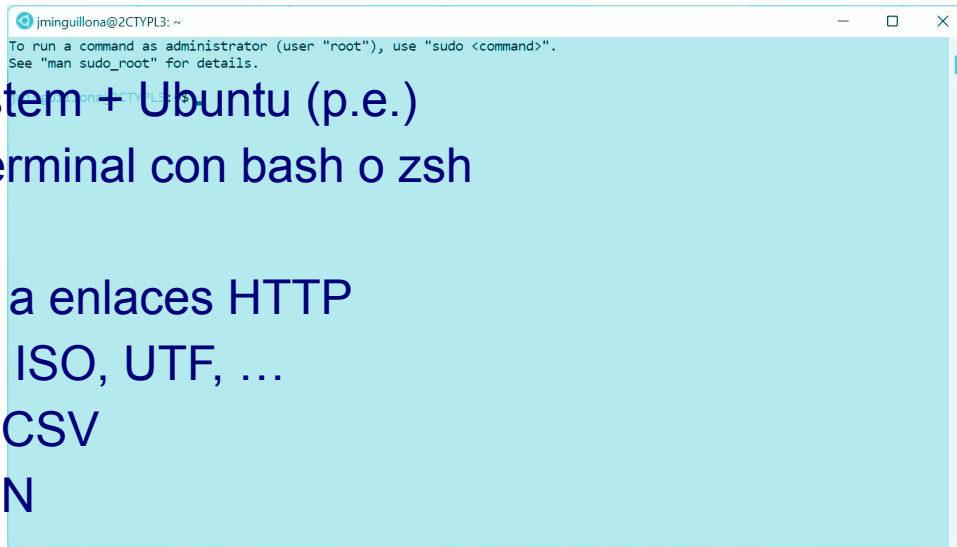 jminguillona@2CTYPL3: ~
To run a command as administrator (user "root"), use "sudo <command>".
See "man sudo_root" for details.
stem + Ubuntu (p.e.)
erminal con bash o zsh
a enlaces HTTP
ISO, UTF, …
CSV
N